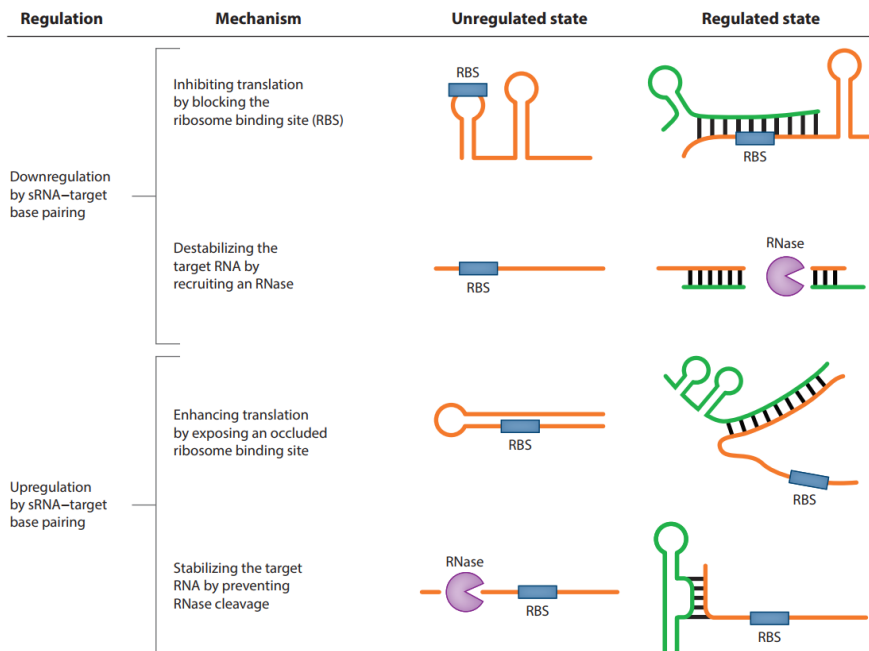 Regulation Mechanism Unregulated state Regulated state
Downregulation
by sRNA–target
base pairing
Inhibiting translation
by blocking the
ribosome binding site (RBS)
RBS
RBS
Destabilizing the
target RNA by
recruiting an RNase
RBS
RNase
Upregulation
by sRNA–target
base pairing
Enhancing translation
by exposing an occluded
ribosome binding site
RBS
RBS
Stabilizing the target
RNA by preventing
RNase cleavage
RNase
RBS
RBS